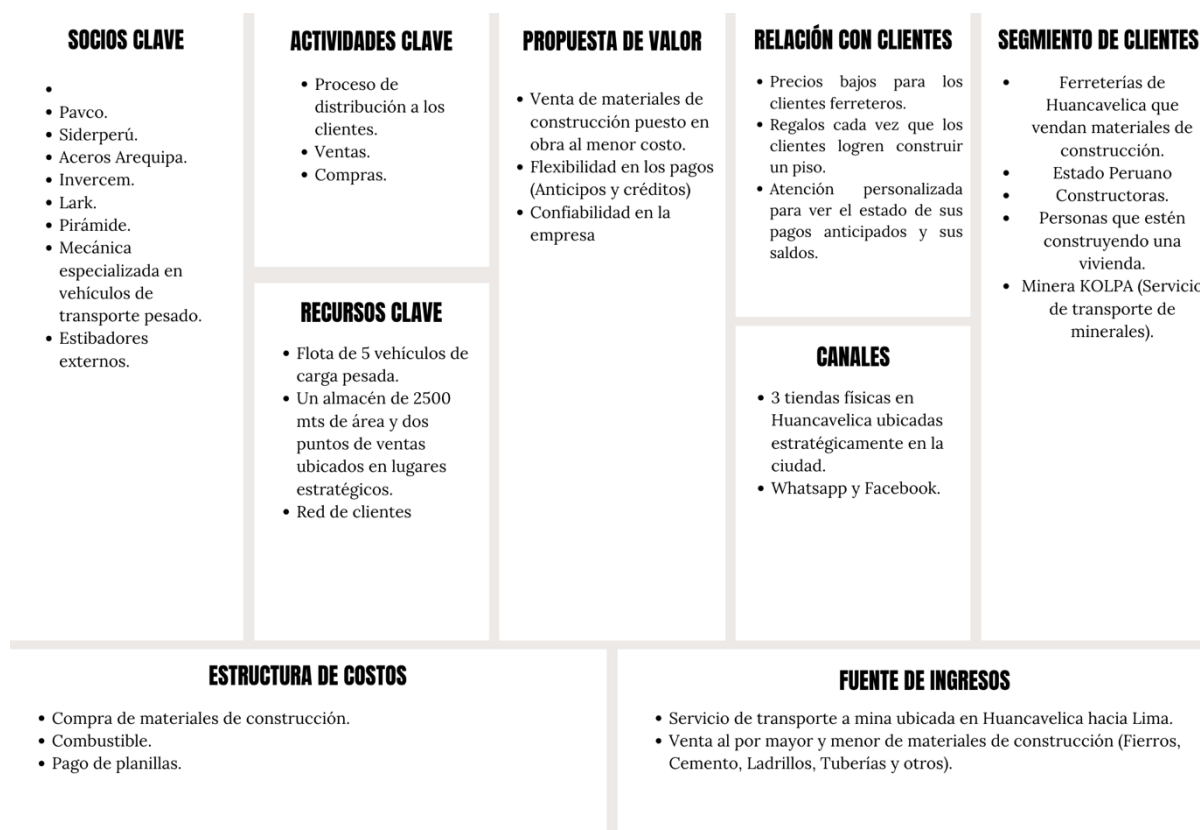 SOCIOS CLAVE
•
• Pavco.
• Siderperú.
• Aceros Arequipa.
• Invercem.
• Lark.
• Pirámide.
• Mecánica
especializada en
vehículos de
transporte pesado.
• Estibadores
externos.
ACTIVIDADES CLAVE
• Proceso de
distribución a los
clientes.
• Ventas.
• Compras.
RECURSOS CLAVE
• Flota de 5 vehículos de
carga pesada.
• Un almacén de 2500
mts de área y dos
puntos de ventas
ubicados en lugares
estratégicos.
• Red de clientes
PROPUESTA DE VALOR
• Venta de materiales de
construcción puesto en
obra al menor costo.
• Flexibilidad en los pagos
(Anticipos y créditos)
• Confiabilidad en la
empresa
RELACIÓN CON CLIENTES
• Precios bajos para los
clientes ferreteros.
• Regalos cada vez que los
clientes logren construir
un piso.
• Atención personalizada
para ver el estado de sus
pagos anticipados y sus
saldos.
CANALES
• 3 tiendas físicas en
Huancavelica ubicadas
estratégicamente en la
ciudad.
• Whatsapp y Facebook.
SEGMIENTO DE CLIENTES
• Ferreterías de
Huancavelica que
vendan materiales de
construcción.
• Estado Peruano
• Constructoras.
• Personas que estén
construyendo una
vivienda.
• Minera KOLPA (Servicio
de transporte de
minerales).
ESTRUCTURA DE COSTOS
• Compra de materiales de construcción.
• Combustible.
• Pago de planillas.
FUENTE DE INGRESOS
• Servicio de transporte a mina ubicada en Huancavelica hacia Lima.
• Venta al por mayor y menor de materiales de construcción (Fierros,
Cemento, Ladrillos, Tuberías y otros).